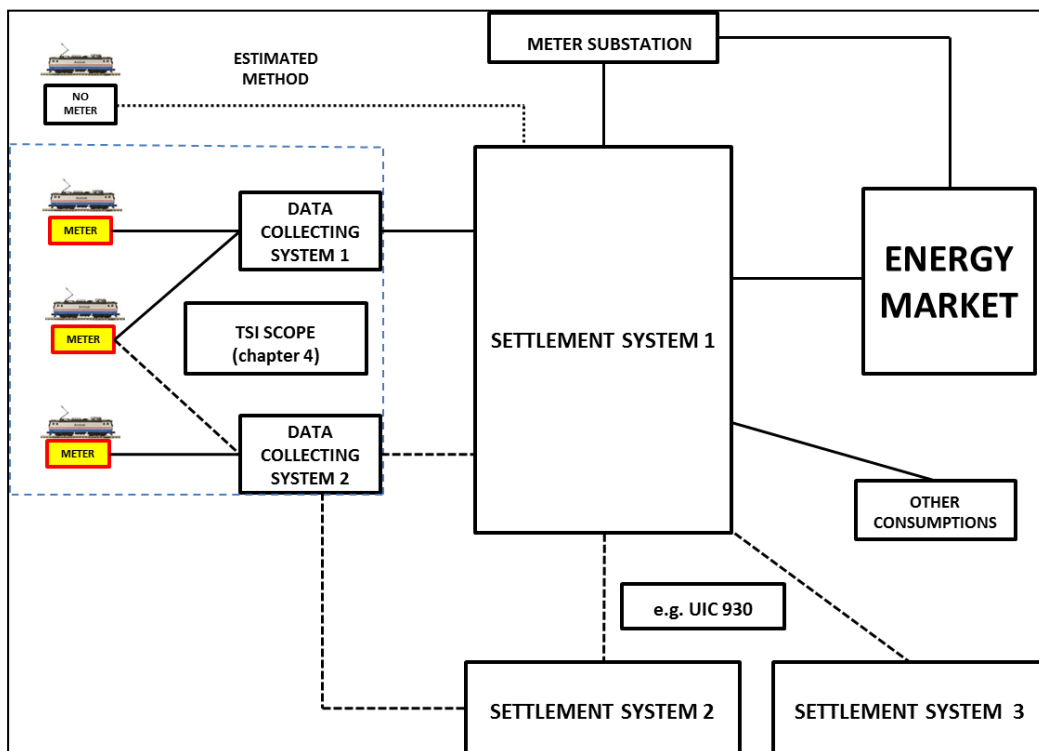 METER SUBSTATION
ESTIMATED
METHOD
NO
METER
METER
DATA
COLLECTING
SYSTEM 1
ENERGY
MARKET
METER
TSI SCOPE
(chapter 4)
SETTLEMENT SYSTEM 1
METER
DATA
COLLECTING
SYSTEM 2
OTHER
CONSUMPTIONS
e.g. UIC 930
SETTLEMENT SYSTEM 2
SETTLEMENT SYSTEM 3